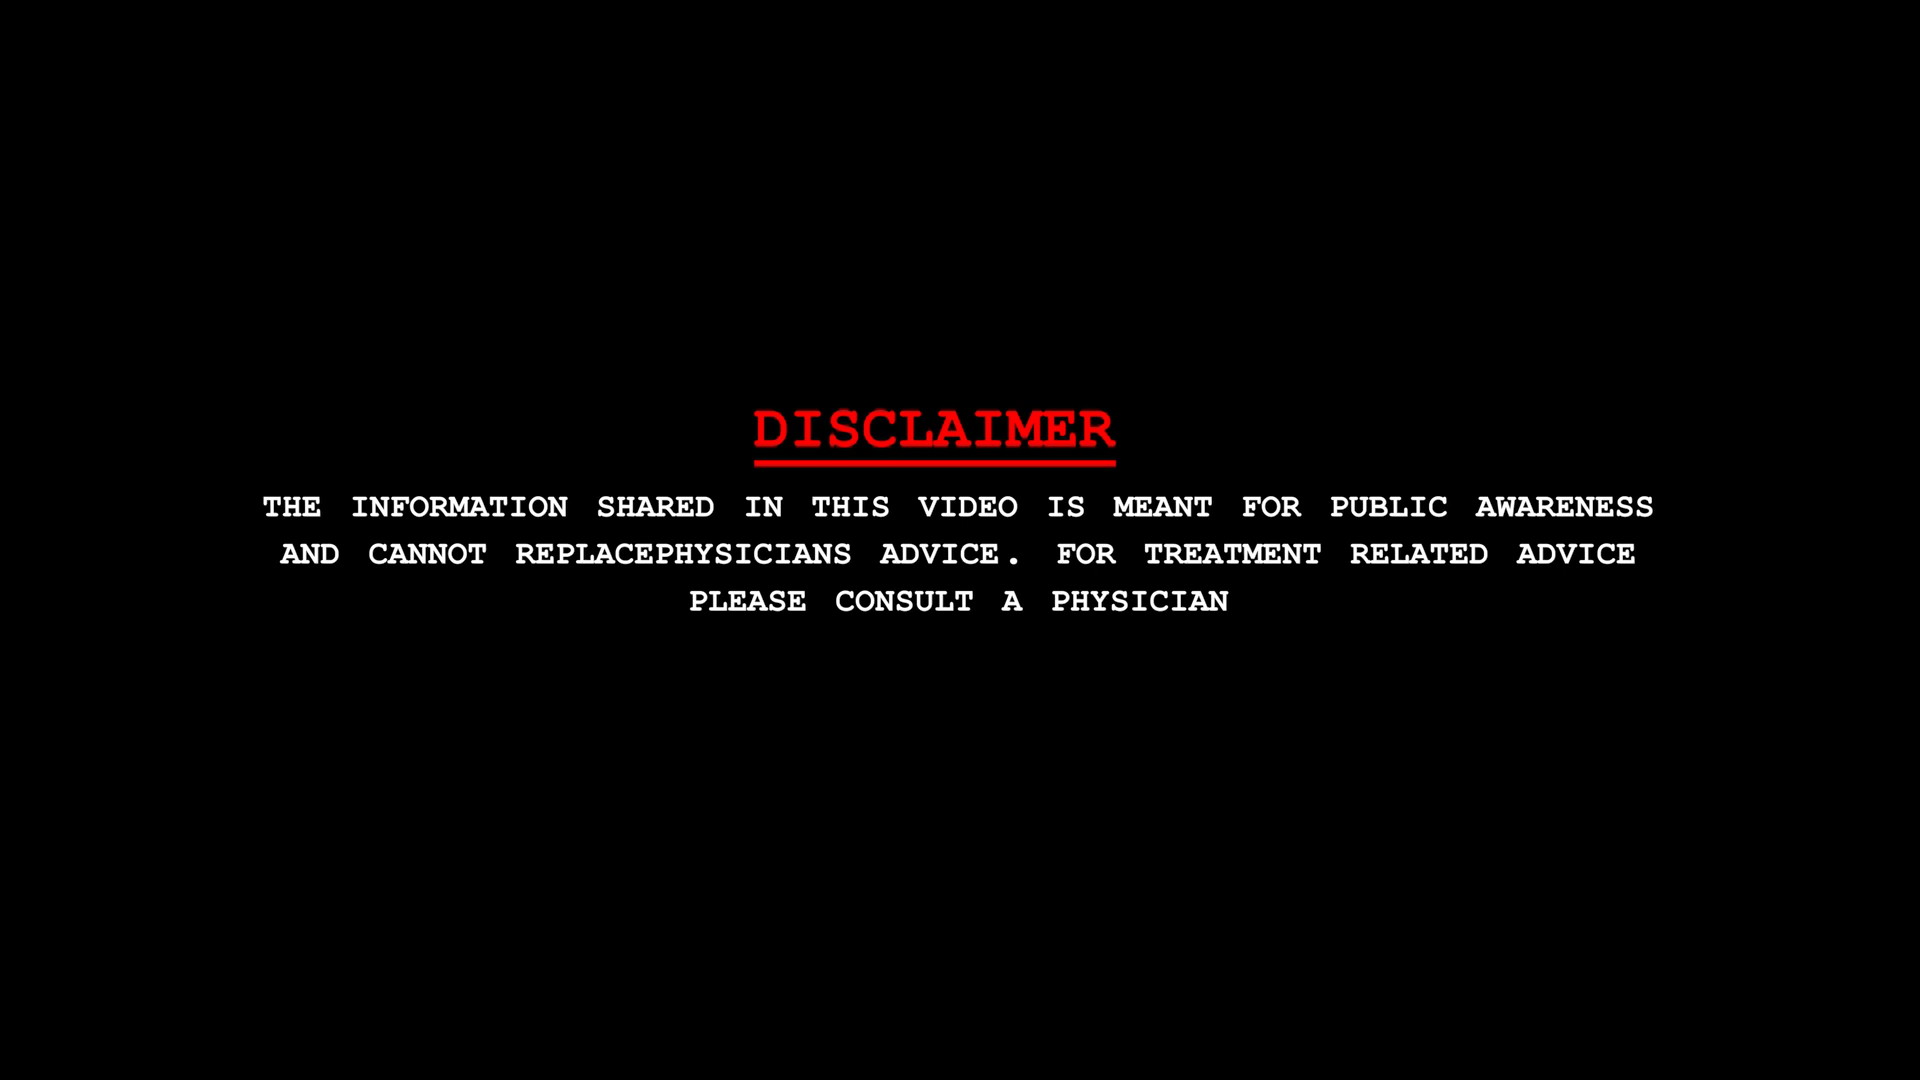 DISCLAIMER
THE INFORMATION SHARED IN THIS VIDEO IS MEANT FOR PUBLIC AWARENESS
AND CANNOT REPLACEPHYSICIANS ADVICE. FOR TREATMENT RELATED ADVICE
PLEASE CONSULT A PHYSICIAN